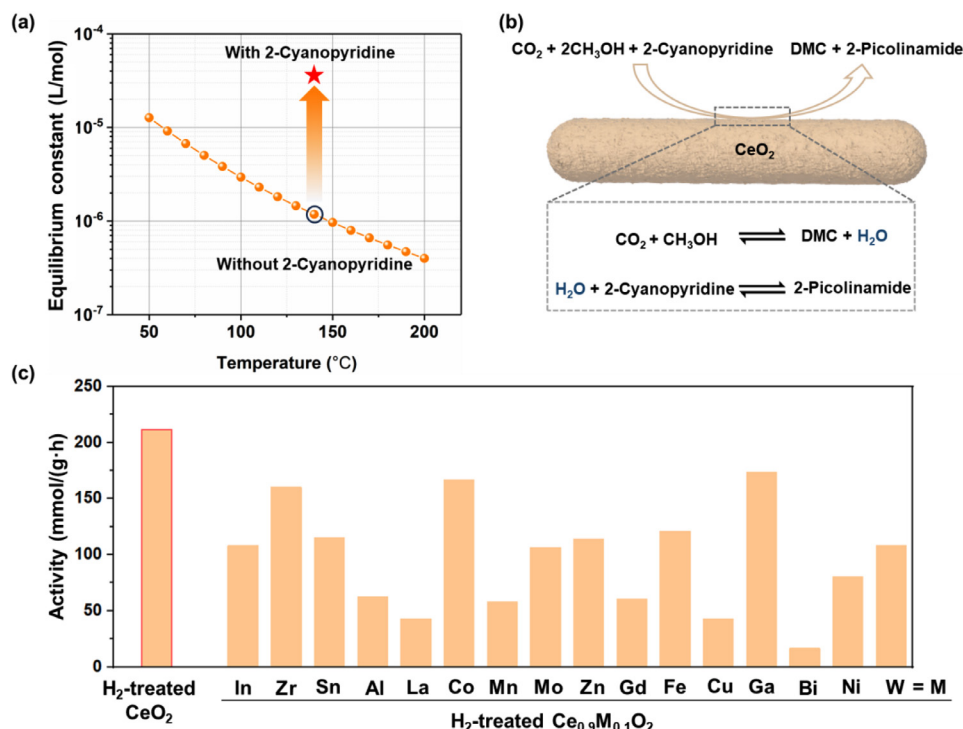 (a)
Equilibrium constant (L/mol)
10⁻⁴
10⁻⁵
10⁻⁶
10⁻⁷
With 2-Cyanopyridine
Without 2-Cyanopyridine
50 100 150 200
Temperature (°C)
(b)
CO₂ + 2CH₃OH + 2-Cyanopyridine DMC + 2-Picolinamide
CeO₂
CO₂ + CH₃OH ⇌ DMC + H₂O
H₂O + 2-Cyanopyridine ⇌ 2-Picolinamide
(c)
Activity (mmol/(g·h)
250
200
150
100
50
0
H₂-treated
CeO₂
In Zr Sn Al La Co Mn Mo Zn Gd Fe Cu Ga Bi Ni W = M
H₂-treated Ce₀.₉M₀.₁O₂